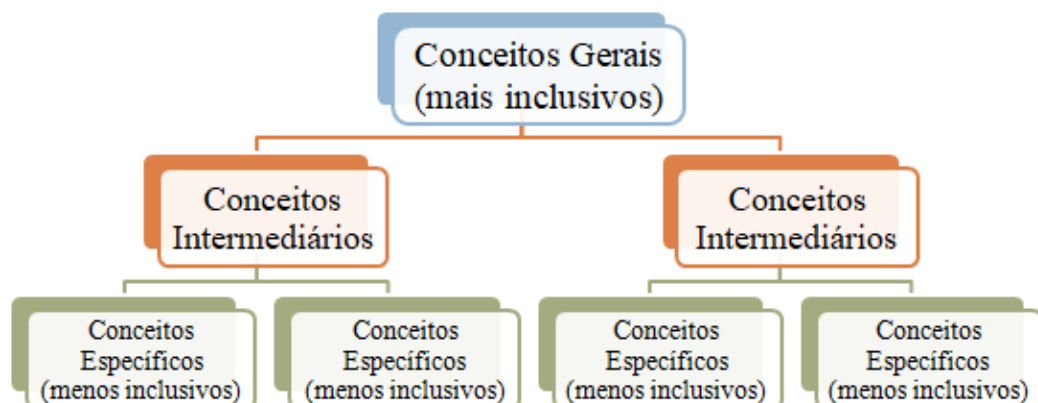 Conceitos Gerais
(mais inclusivos)
Conceitos
Intermediários
Conceitos
Intermediários
Conceitos
Específicos
(menos inclusivos)
Conceitos
Específicos
(menos inclusivos)
Conceitos
Específicos
(menos inclusivos)
Conceitos
Específicos
(menos inclusivos)